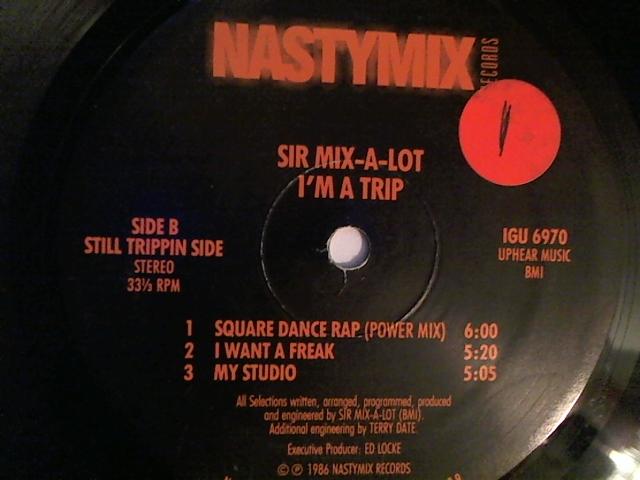 NASTYMIX
RECORDS
SIR MIX-A-LOT
I'M A TRIP
SIDE B
STILL TRIPPIN SIDE
STEREO
33⅓ RPM
IGU 6970
UPHEAR MUSIC
BMI
1 SQUARE DANCE RAP (POWER MIX) 6:00
2 I WANT A FREAK 5:20
3 MY STUDIO 5:05
All Selections written, arranged, programmed, produced
and engineered by SIR MIX-A-LOT (BMI).
Additional engineering by TERRY DATE.
Executive Producer: ED LOCKE
© ℗ 1986 NASTYMIX RECORDS